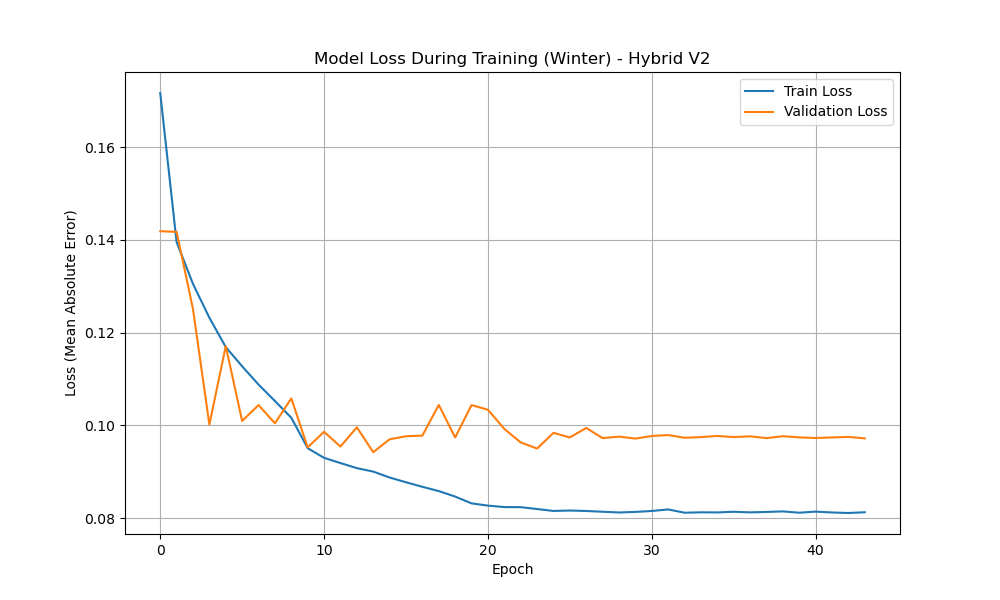 Model Loss During Training (Winter) - Hybrid V2
Train Loss
Validation Loss
Loss (Mean Absolute Error)
0.16
0.14
0.12
0.10
0.08
0
10
20
30
40
Epoch